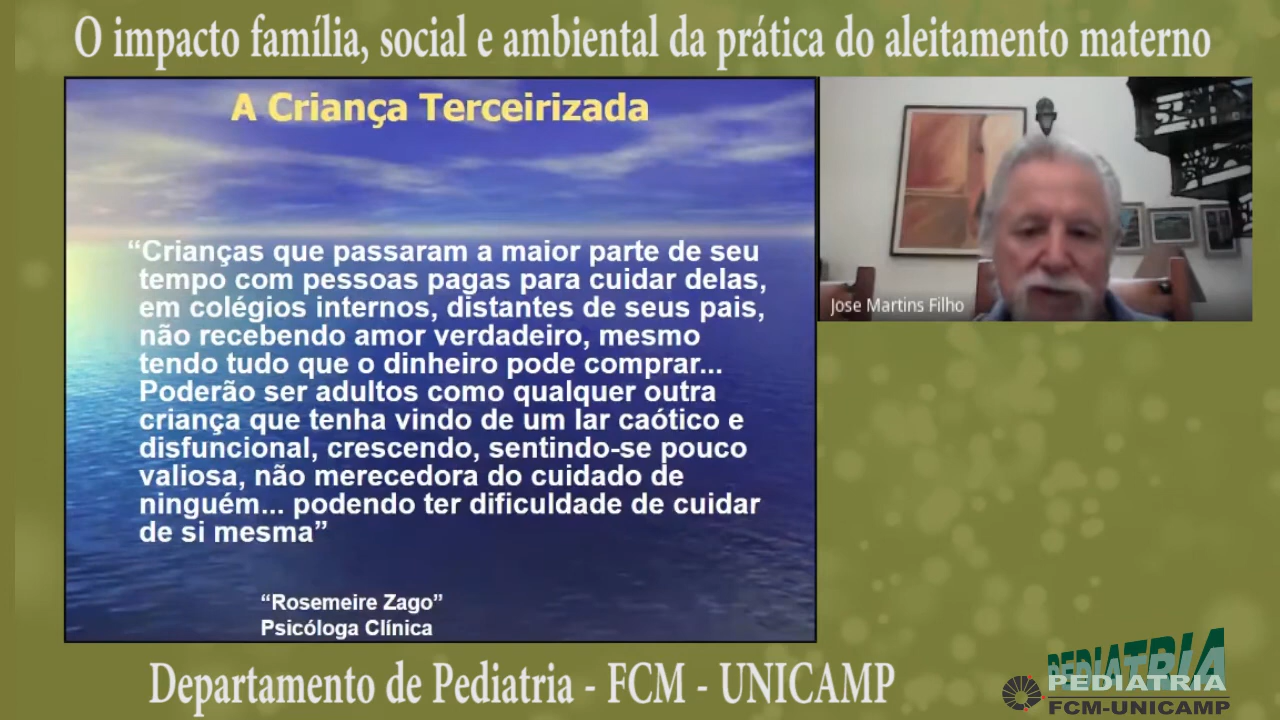 O impacto família, social e ambiental da prática do aleitamento materno
A Criança Terceirizada
“Crianças que passaram a maior parte de seu
tempo com pessoas pagas para cuidar delas,
em colégios internos, distantes de seus pais,
não recebendo amor verdadeiro, mesmo
tendo tudo que o dinheiro pode comprar...
Poderão ser adultos como qualquer outra
criança que tenha vindo de um lar caótico e
disfuncional, crescendo, sentindo-se pouco
valiosa, não merecedora do cuidado de
ninguém... podendo ter dificuldade de cuidar
de si mesma”
“Rosemeire Zago”
Psicóloga Clínica
Jose Martins Filho
Departamento de Pediatria - FCM - UNICAMP
PEDIATRIA
PEDIATRIA
FCM-UNICAMP